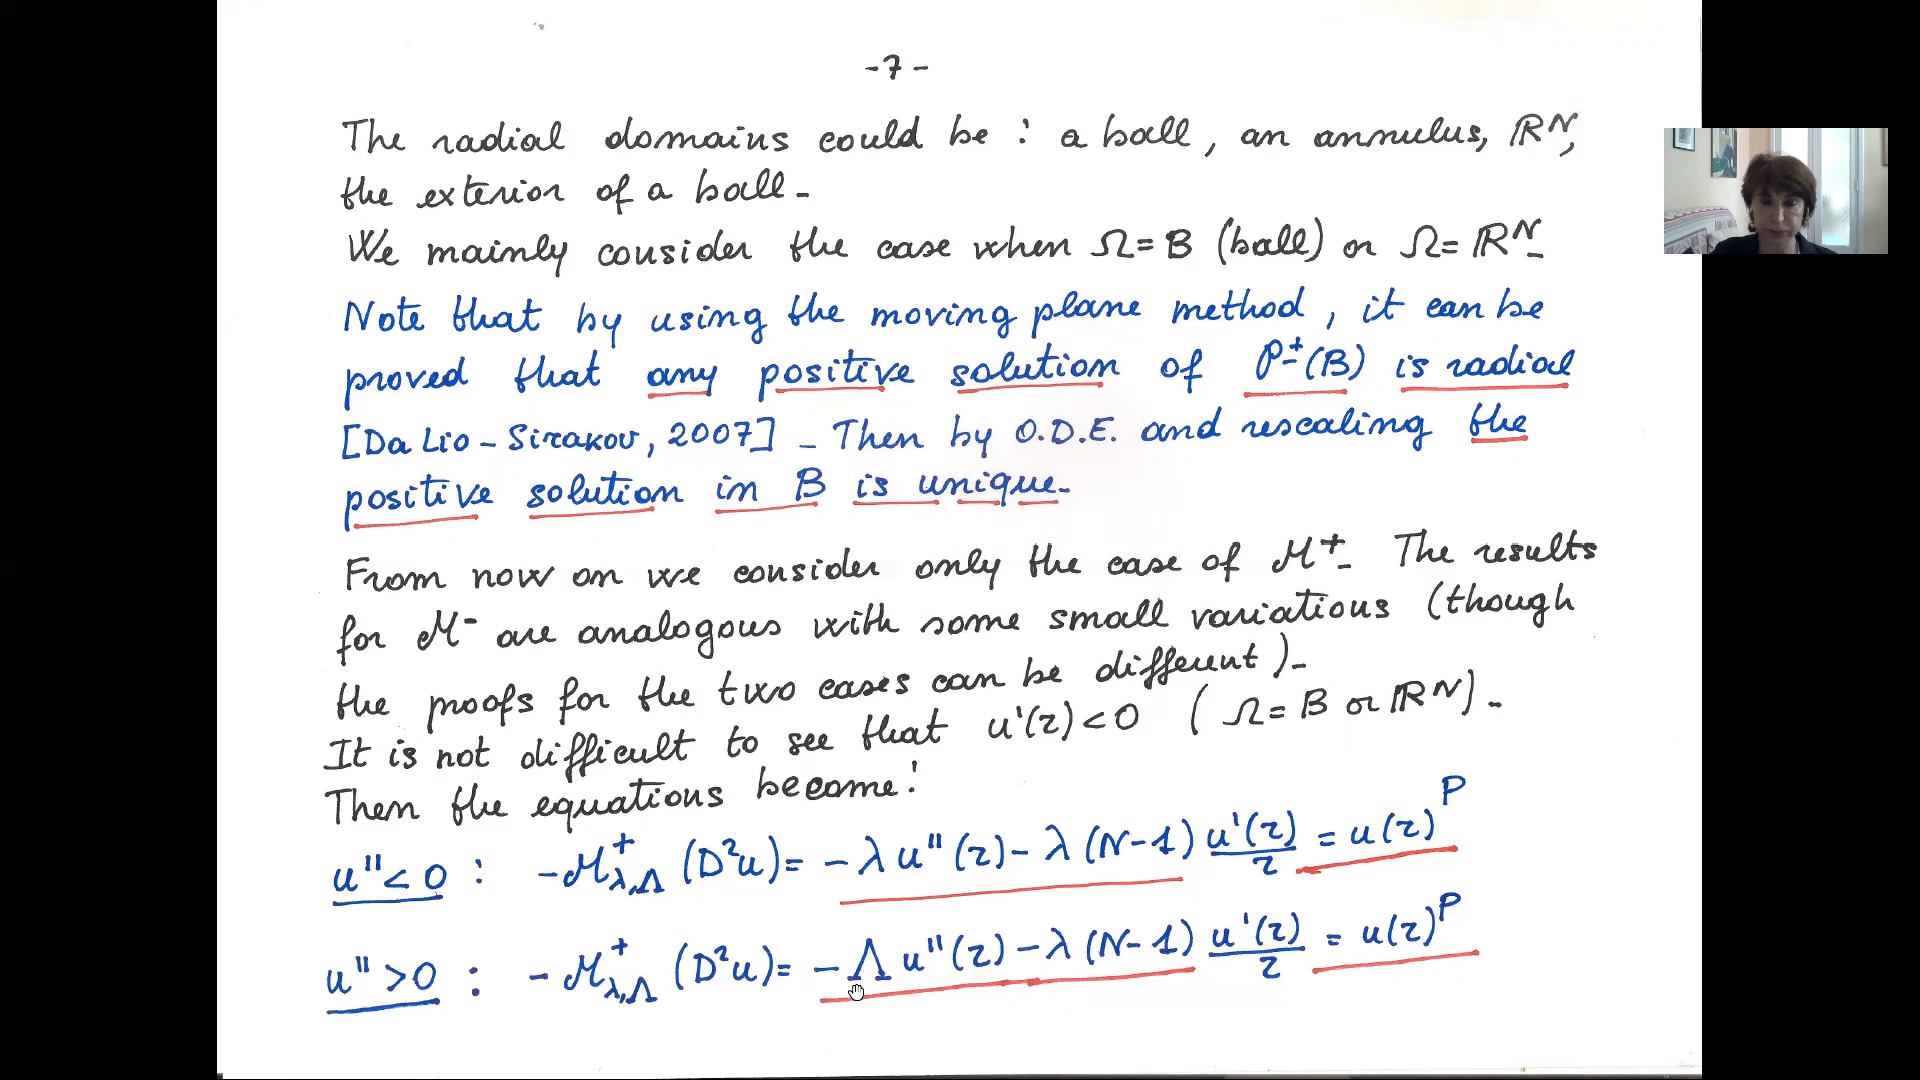 -7-
The radial domains could be : a ball, an annulus, ℝᴺ,
the exterior of a ball-
We mainly consider the case when Ω=B (ball) or Ω=ℝᴺ-
Note that by using the moving plane method, it can be
proved that any positive solution of P±(B) is radial
[Da Lio-Sirakov, 2007] - Then by O.D.E. and rescaling the
positive solution in B is unique-
From now on we consider only the case of M⁺- The results
for M⁻ are analogous with some small variations (though
the proofs for the two cases can be different)-
It is not difficult to see that u'(r)<0 (Ω=B or ℝᴺ)-
Then the equations become:
u''<0 : -M⁺_{λ,Λ}(D²u)= -λu''(r)-λ(N-1) u'(r)/r = u(r)^p
u''>0 : -M⁺_{λ,Λ}(D²u)= -Λu''(r)-λ(N-1) u'(r)/r = u(r)^p